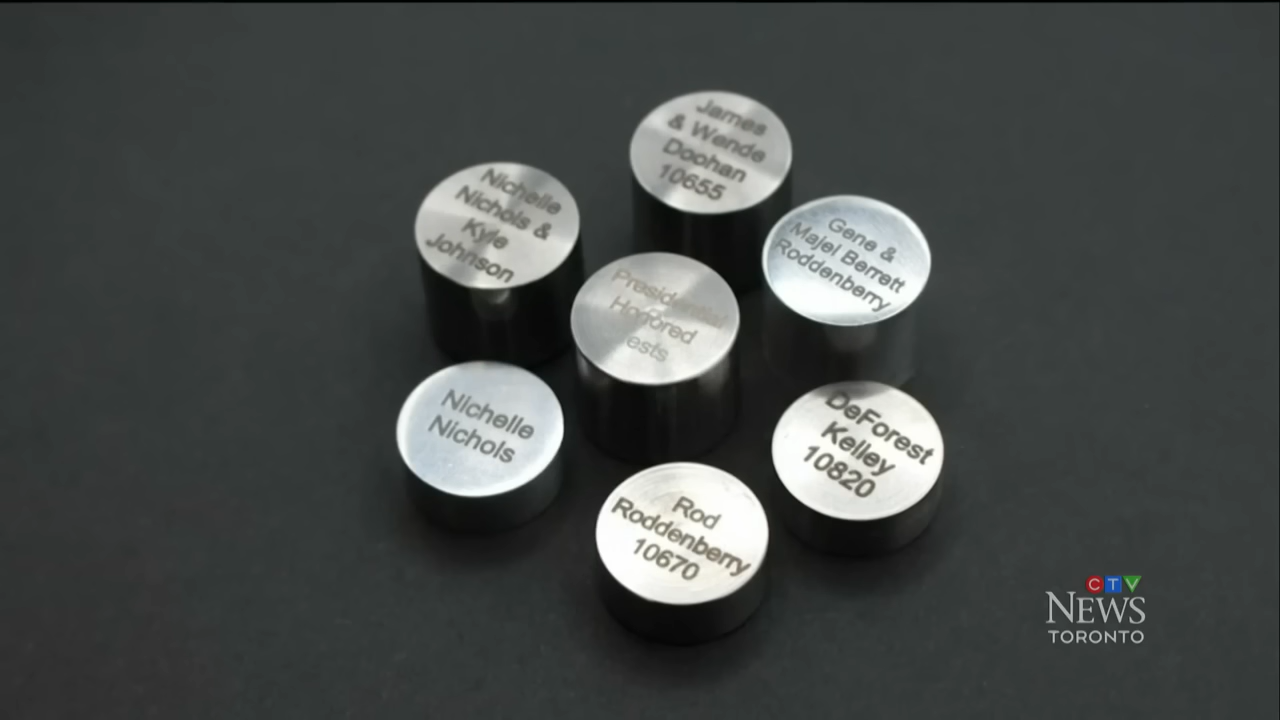 James
& Wende
Doohan
10655
Nichelle
Nichols &
Kyle
Johnson
Gene &
Majel Barrett
Roddenberry
Presidential
Honored
Nichelle
Nichols
DeForest
Kelley
10820
Rod
Roddenberry
10670
CTV
NEWS
TORONTO